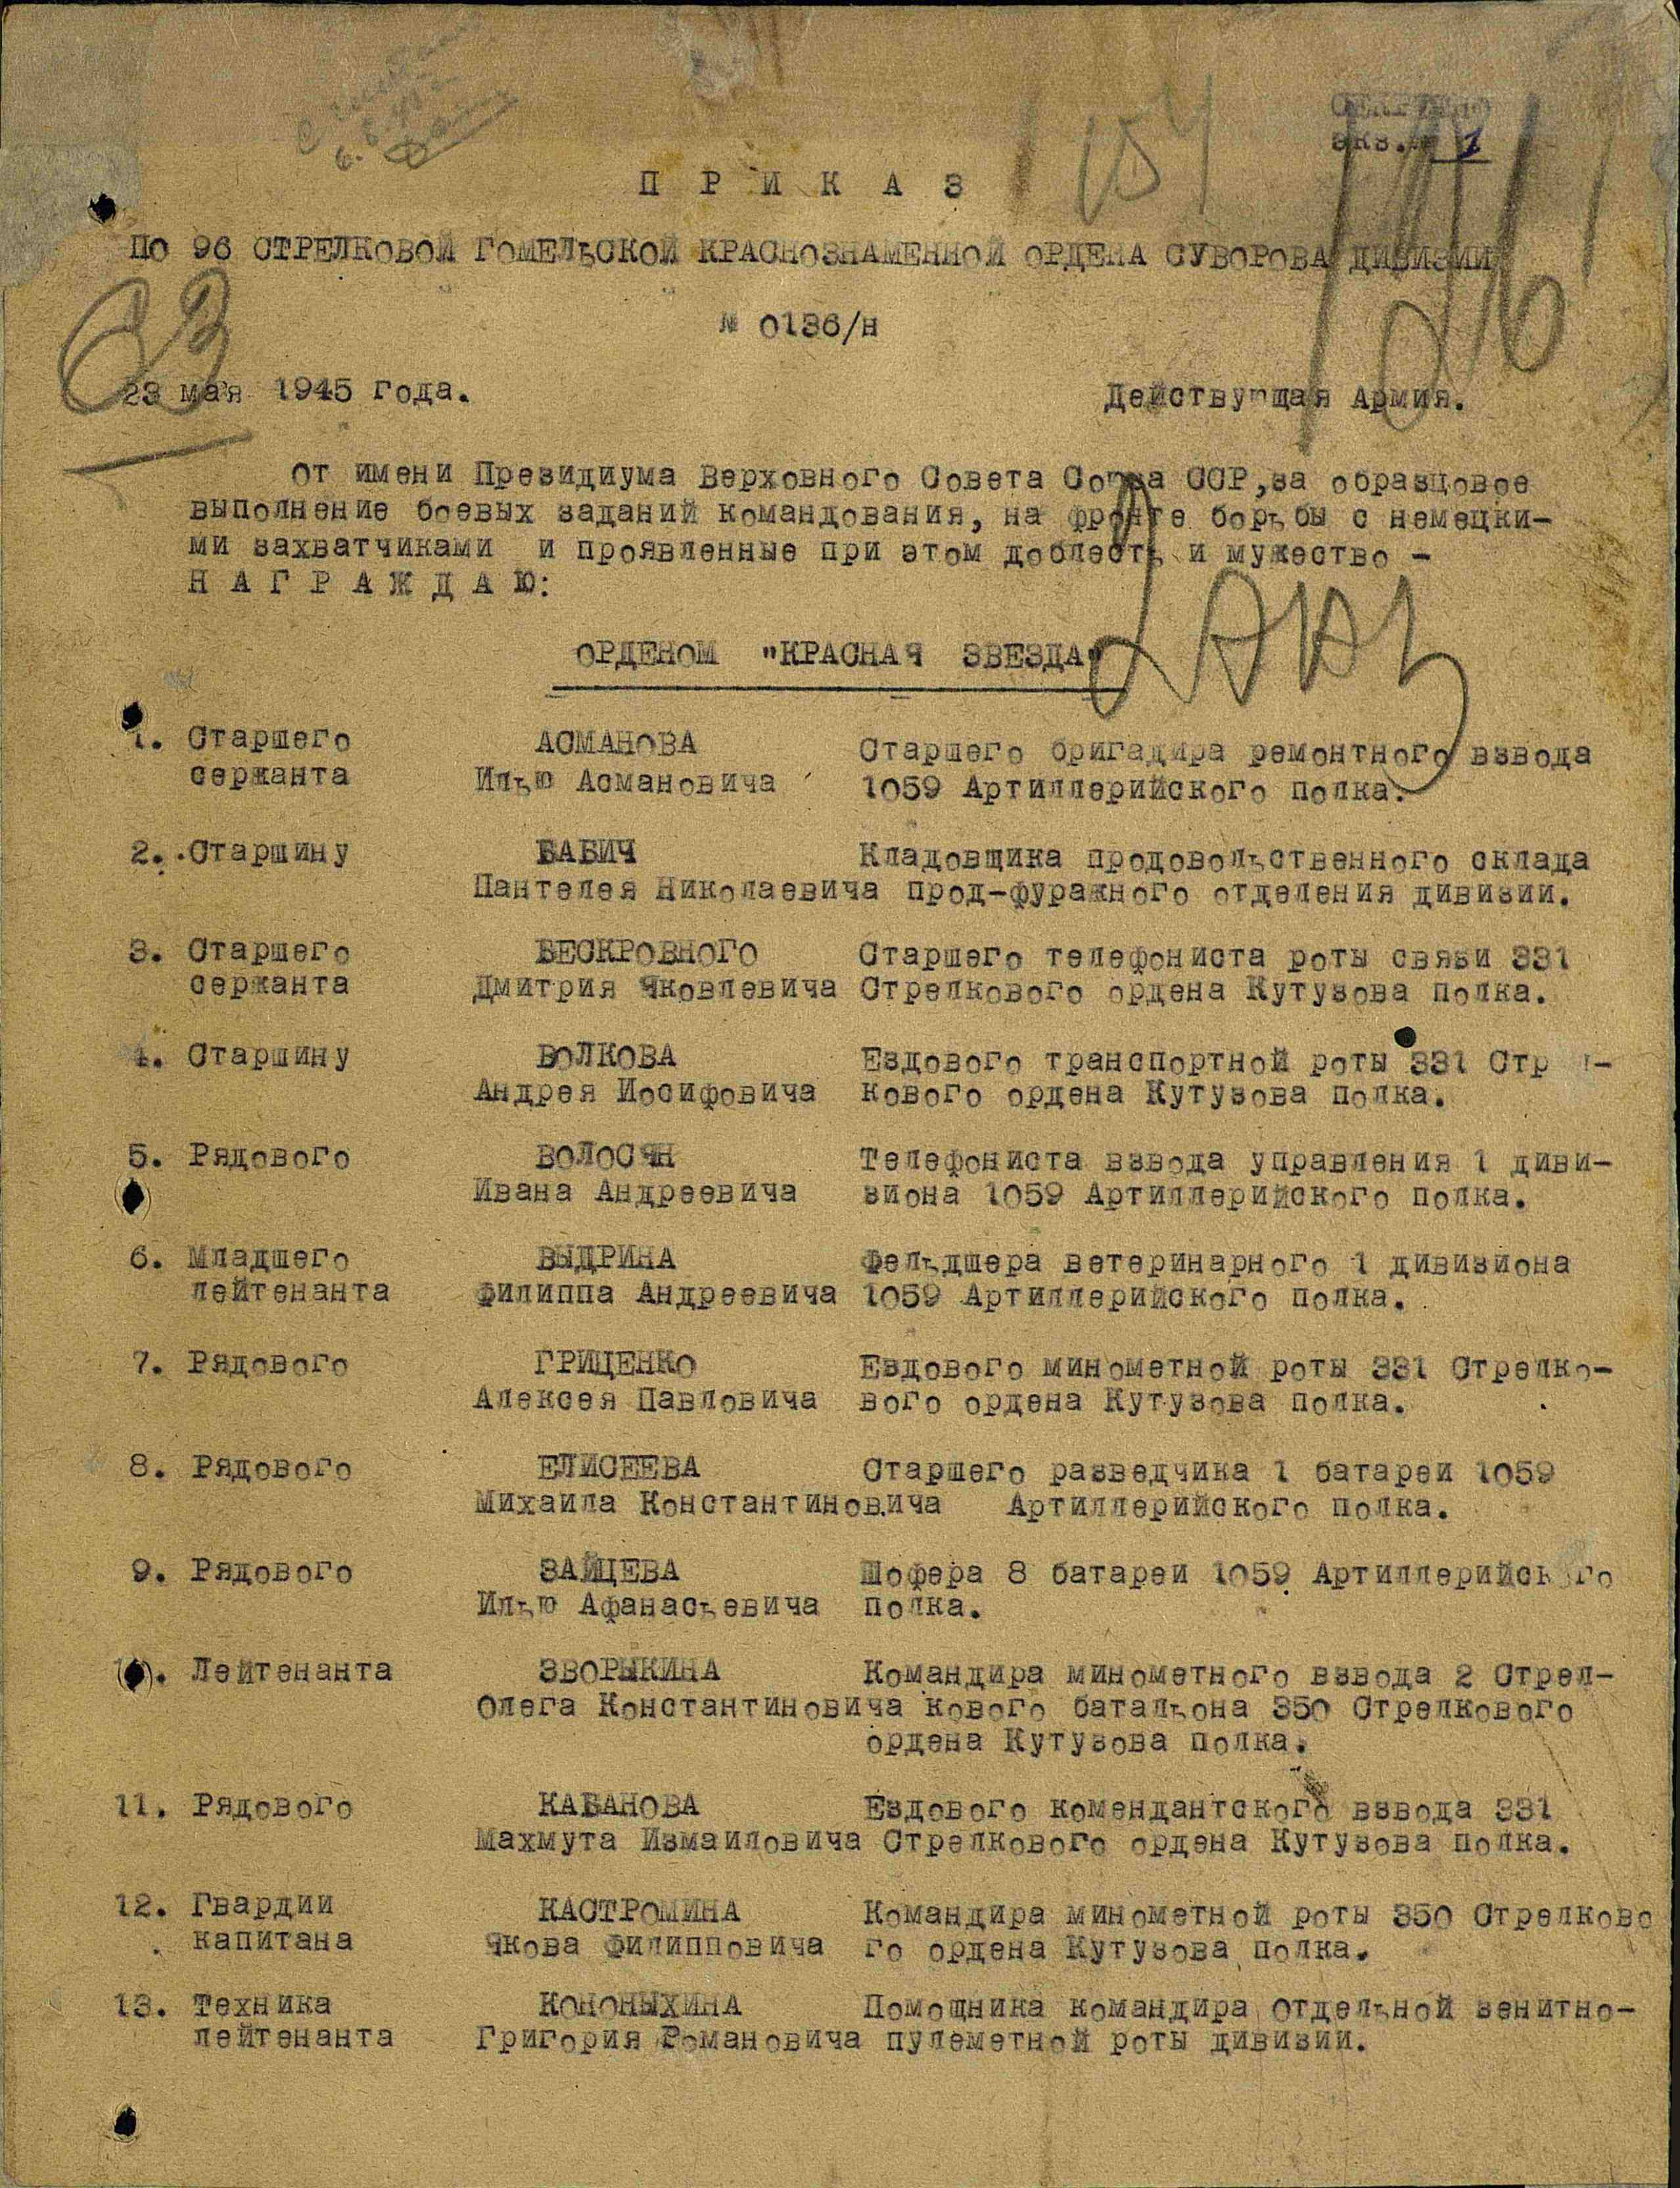 СЕКРЕТНО
экз. № 1
П Р И К А З
154
ПО 96 СТРЕЛКОВОЙ ГОМЕЛЬСКОЙ КРАСНОЗНАМЕННОЙ ОРДЕНА СУВОРОВА ДИВИЗИИ
№ 0136/н
23 мая 1945 года. Действующая Армия.
От имени Президиума Верховного Совета Союза ССР,за образцовое
выполнение боевых заданий командования, на фронте борьбы с немецки-
ми захватчиками и проявленные при этом доблесть и мужество -
Н А Г Р А Ж Д А Ю:
ОРДЕНОМ "КРАСНАЯ ЗВЕЗДА"
1. Старшего АСМАНОВА Старшего бригадира ремонтного взвода
сержанта Илью Асмановича 1059 Артиллерийского полка.
2. Старшину БАБИЧ Кладовщика продовольственного склада
Пантелея Николаевича прод-фуражного отделения дивизии.
3. Старшего БЕСКРОВНОГО Старшего телефониста роты связи 331
сержанта Дмитрия Яковлевича Стрелкового ордена Кутузова полка.
4. Старшину ВОЛКОВА Ездового транспортной роты 331 Стрел-
Андрея Иосифовича кового ордена Кутузова полка.
5. Рядового ВОЛОСЯН Телефониста взвода управления 1 диви-
Ивана Андреевича зиона 1059 Артиллерийского полка.
6. Младшего ВЫДРИНА Фельдшера ветеринарного 1 дивизиона
лейтенанта Филиппа Андреевича 1059 Артиллерийского полка.
7. Рядового ГРИЩЕНКО Ездового минометной роты 331 Стрелко-
Алексея Павловича вого ордена Кутузова полка.
8. Рядового ЕЛИСЕЕВА Старшего разведчика 1 батареи 1059
Михаила Константиновича Артиллерийского полка.
9. Рядового ЗАЙЦЕВА Шофера 8 батареи 1059 Артиллерийского
Илью Афанасьевича полка.
10. Лейтенанта ЗВОРЫКИНА Командира минометного взвода 2 Стрел-
Олега Константиновича кового батальона 350 Стрелкового
ордена Кутузова полка.
11. Рядового КАБАНОВА Ездового комендантского взвода 331
Махмута Измаиловича Стрелкового ордена Кутузова полка.
12. Гвардии КАСТРОМИНА Командира минометной роты 350 Стрелково
капитана Якова Филипповича го ордена Кутузова полка.
13. Техника КОНОНЫХИНА Помощника командира отдельной зенитно-
лейтенанта Григория Романовича пулеметной роты дивизии.